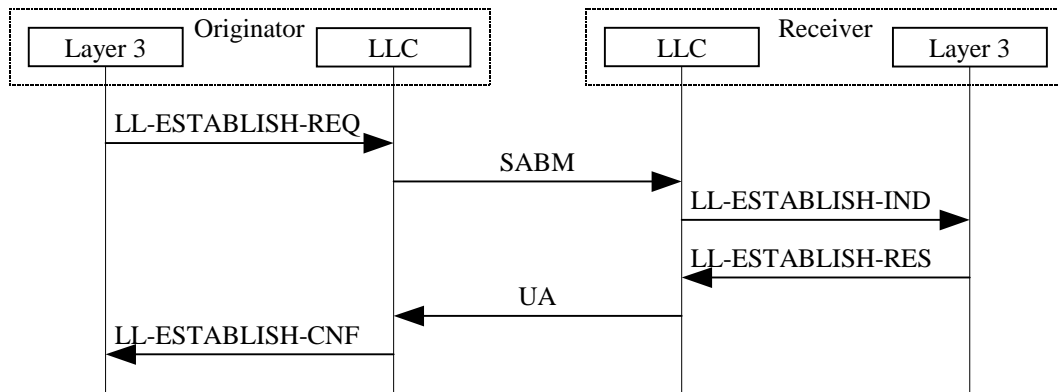 Originator
Receiver
Layer 3
LLC
LLC
Layer 3
LL-ESTABLISH-REQ
SABM
LL-ESTABLISH-IND
LL-ESTABLISH-RES
UA
LL-ESTABLISH-CNF